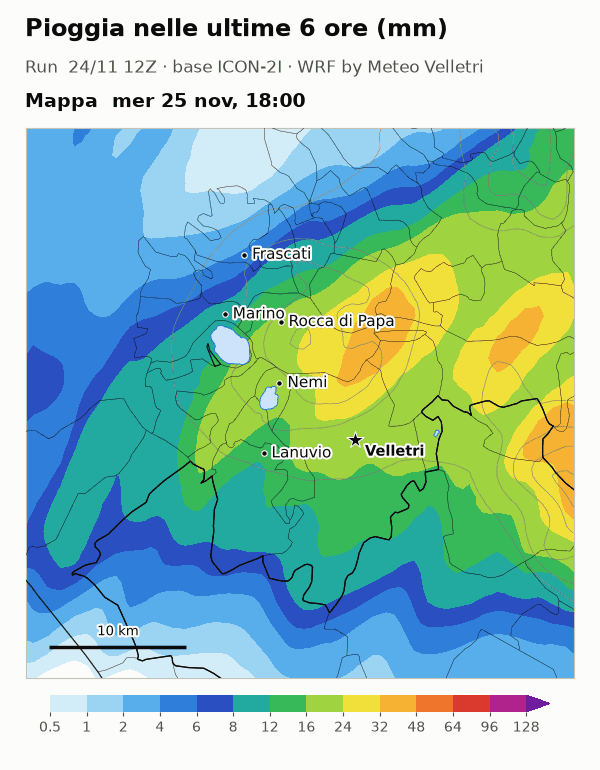 Pioggia nelle ultime 6 ore (mm)
Run  24/11 12Z · base ICON-2I · WRF by Meteo Velletri
Mappa  mer 25 nov, 18:00
Frascati
Marino
Rocca di Papa
Nemi
Velletri
Lanuvio
10 km
0.5 1 2 4 6 8 12 16 24 32 48 64 96 128